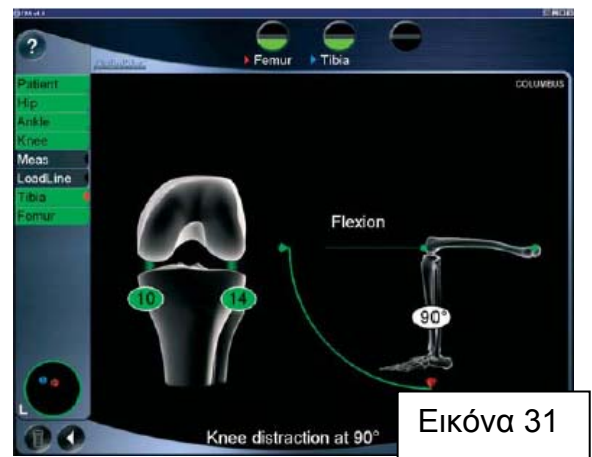 ?
Femur
Tibia
COLUMBUS
Patient
Hip
Ankle
Knee
Meas
LoadLine
Tibia
Femur
Flexion
10
14
90°
L
Knee distraction at 90°
Εικόνα 31